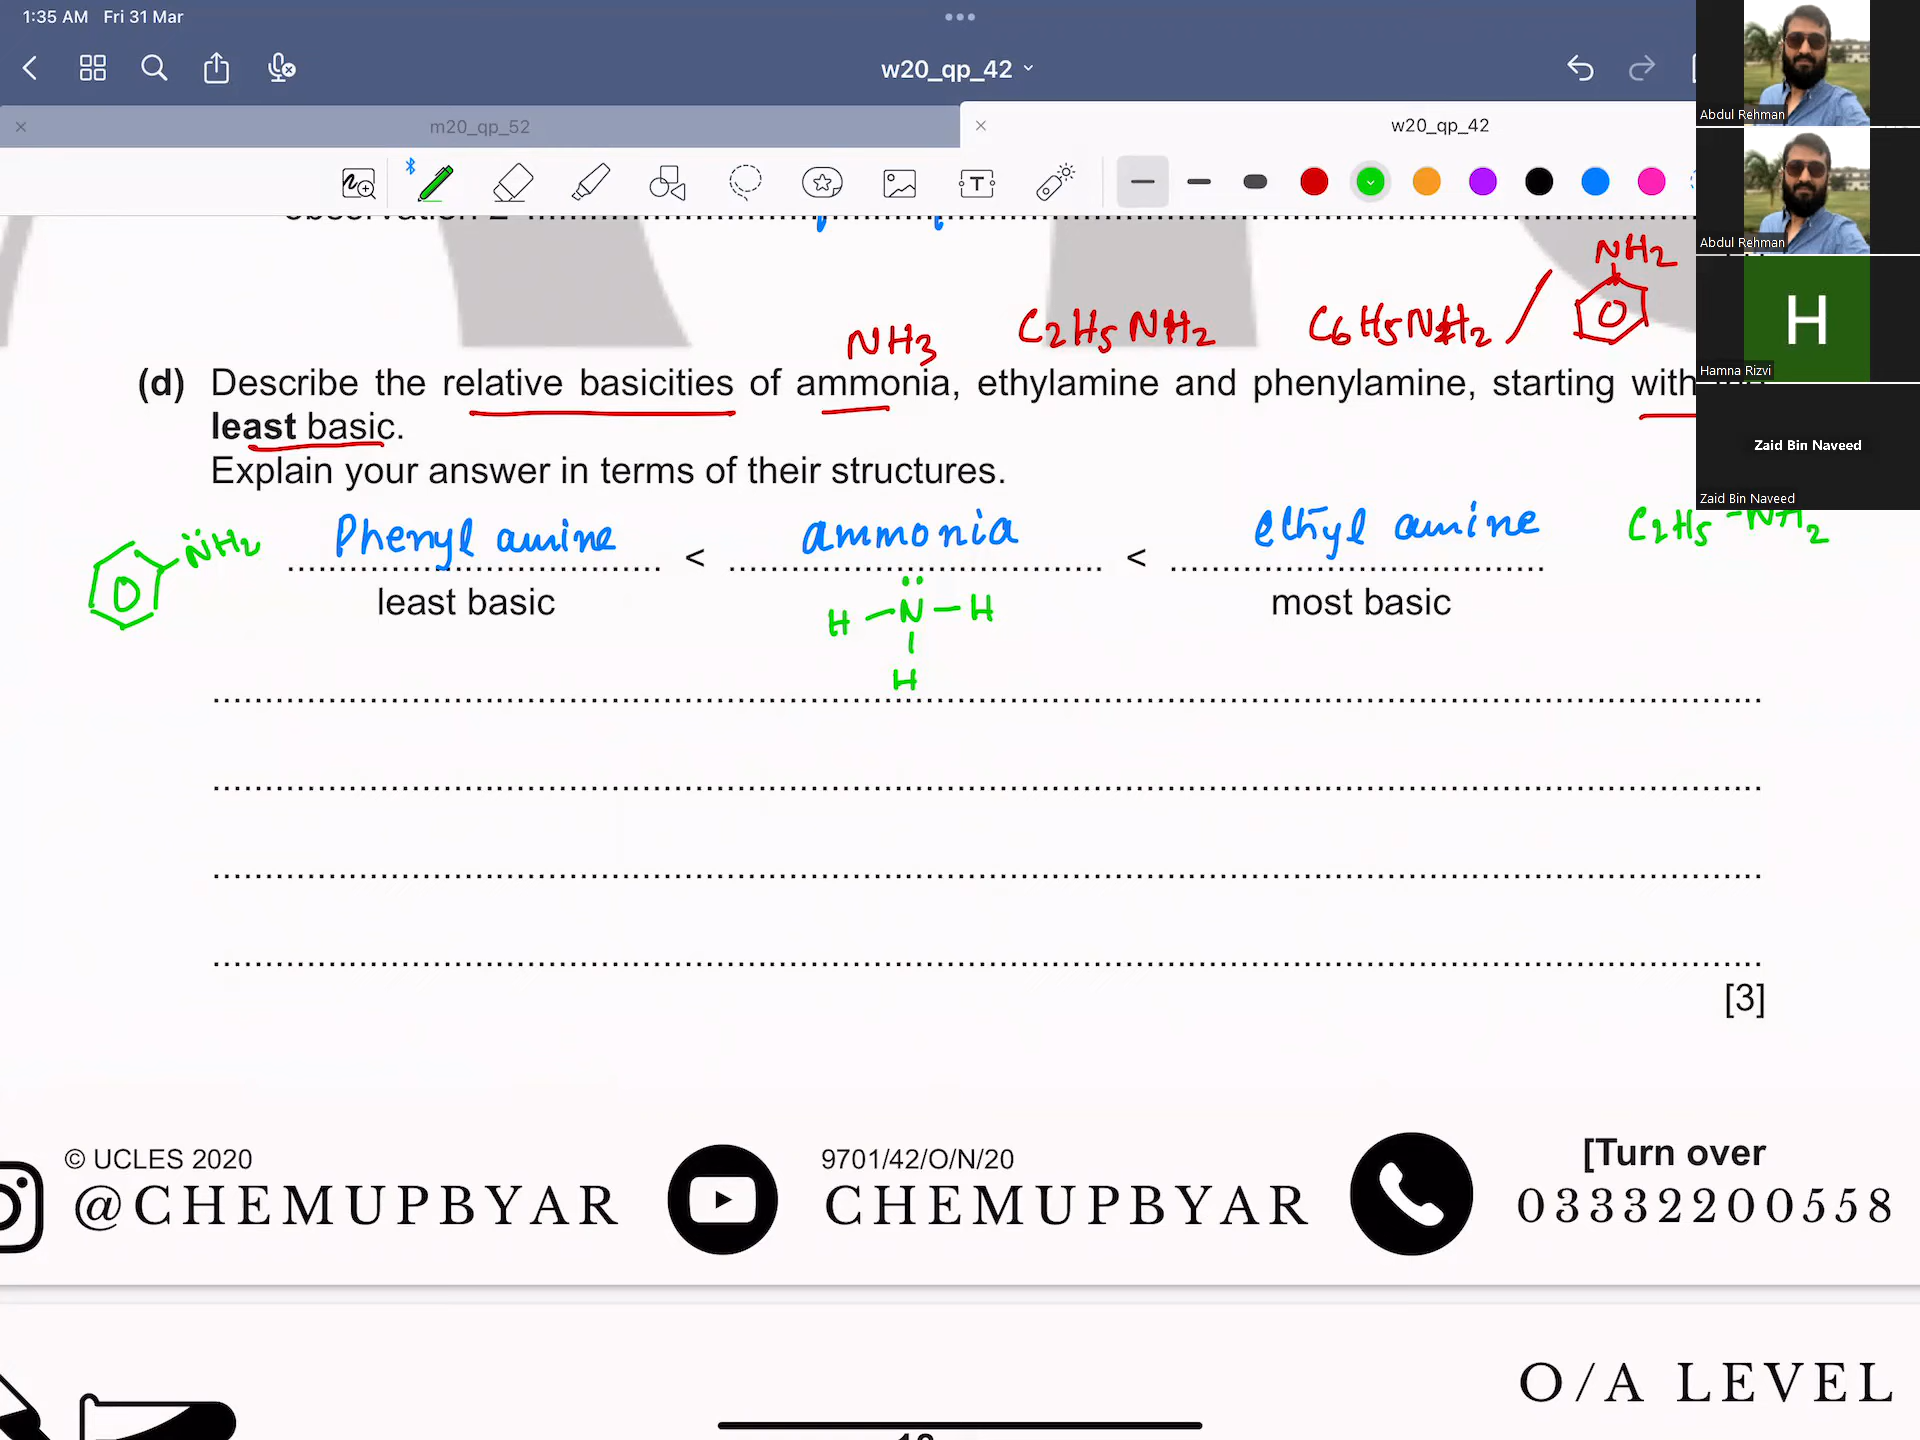 1:35 AM Fri 31 Mar
w20_qp_42
m20_qp_52
w20_qp_42
T
Abdul Rehman
Abdul Rehman
H
Hamna Rizvi
Zaid Bin Naveed
Zaid Bin Naveed
observation 2
NH2
NH3 C2H5NH2 C6H5NH2 /
(d) Describe the relative basicities of ammonia, ethylamine and phenylamine, starting with
least basic.
Explain your answer in terms of their structures.
N̈H2 Phenyl amine < ammonia < ethyl amine C2H5-NH2
least basic most basic
H-N̈-H
H
[3]
© UCLES 2020 9701/42/O/N/20 [Turn over
@CHEMUPBYAR CHEMUPBYAR 03332200558
O/A LEVEL